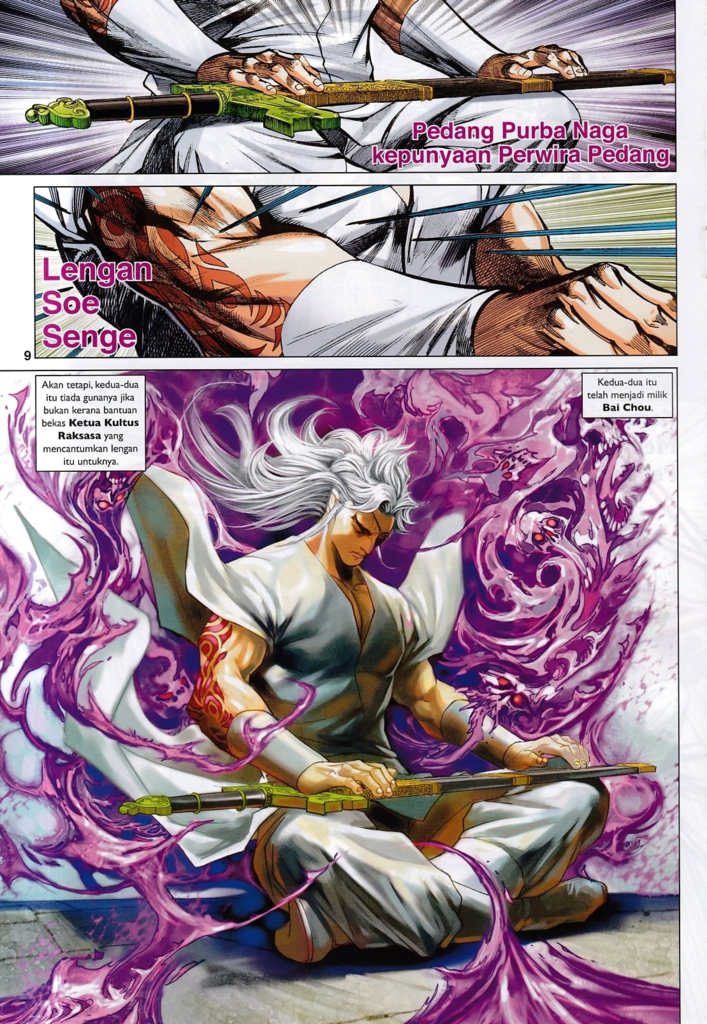 Pedang Purba Naga
kepunyaan Perwira Pedang
Lengan
Soe
Senge
9
Akan tetapi, kedua-dua
itu tiada gunanya jika
bukan kerana bantuan
bekas Ketua Kultus
Raksasa yang
mencantumkan lengan
itu untuknya.
Kedua-dua itu
telah menjadi milik
Bai Chou.